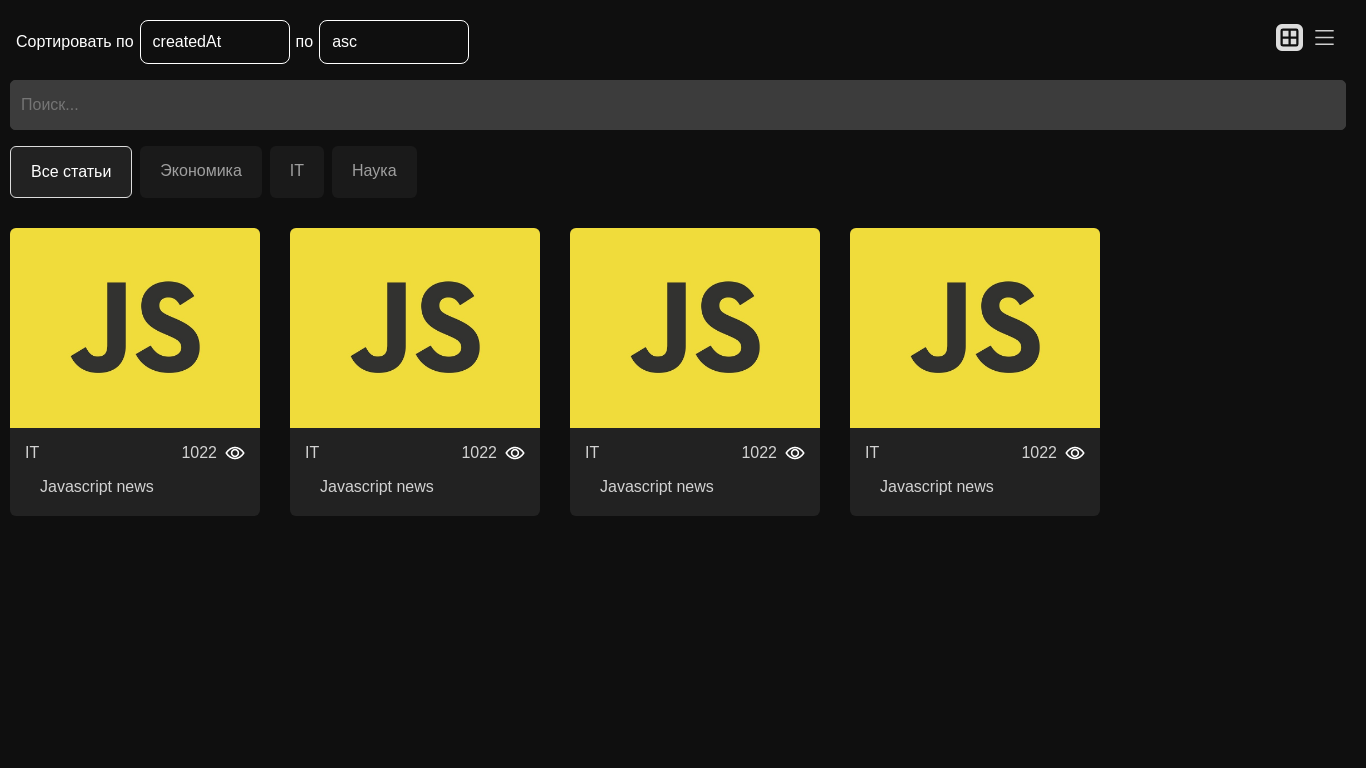 Сортировать по createdAt по asc
Поиск...
Все статьи Экономика IT Наука
JS JS JS JS
IT 1022 IT 1022 IT 1022 IT 1022
Javascript news Javascript news Javascript news Javascript news